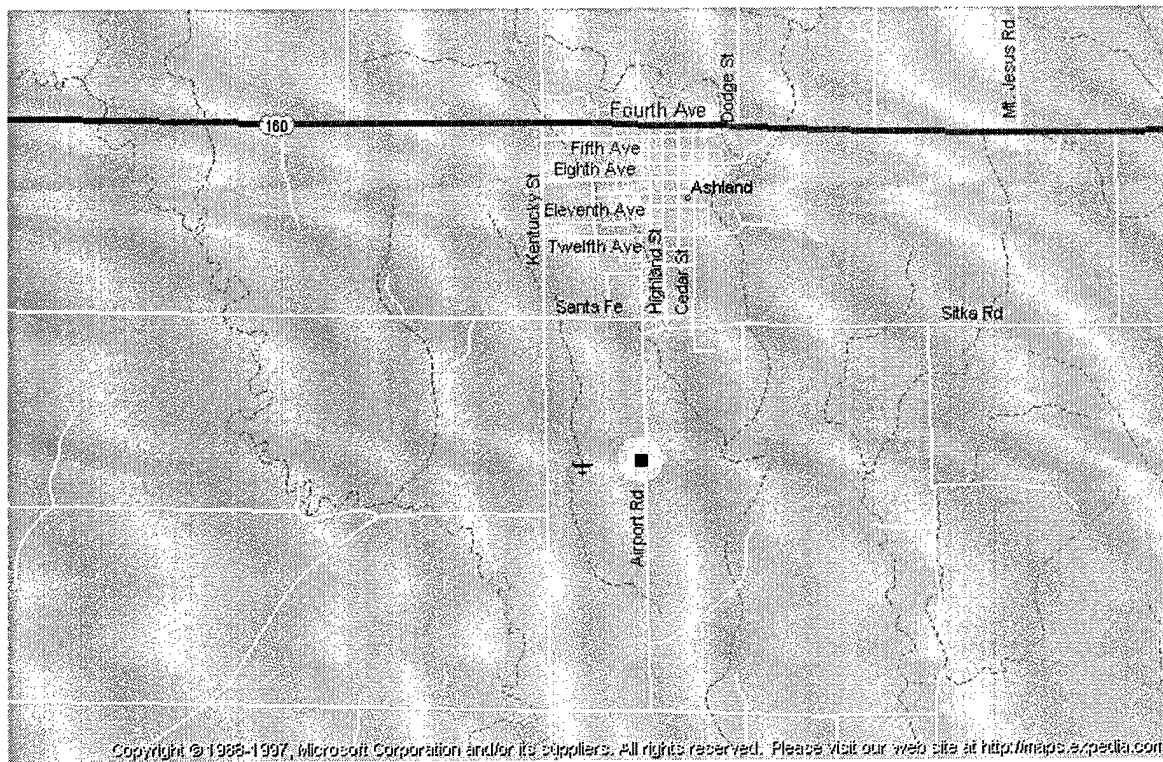 Mt. Jesus Rd
Dodge St
Fourth Ave
160
Fifth Ave
Eighth Ave
Ashland
Kentucky St
Eleventh Ave
Twelfth Ave
Highland St
Cedar St
Santa Fe
Sitka Rd
Airport Rd
Copyright © 1988-1997, Microsoft Corporation and/or its suppliers. All rights reserved. Please visit our web site at http://maps.expedia.com